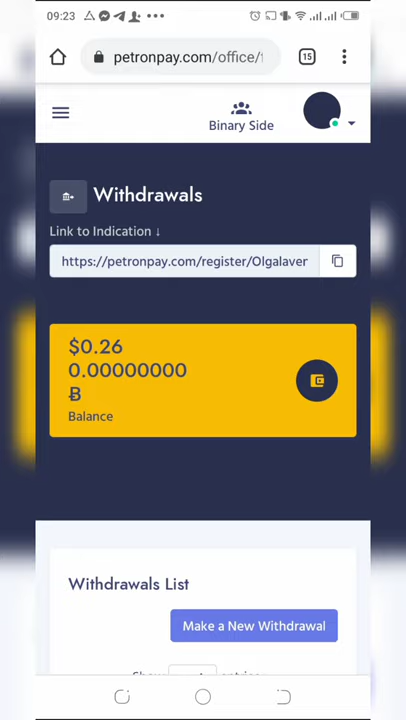 09:23
petronpay.com/office/
15
Binary Side
Withdrawals
Link to Indication ↓
https://petronpay.com/register/Olgalaver
$0.26
0.00000000
Ƀ
Balance
Withdrawals List
Make a New Withdrawal